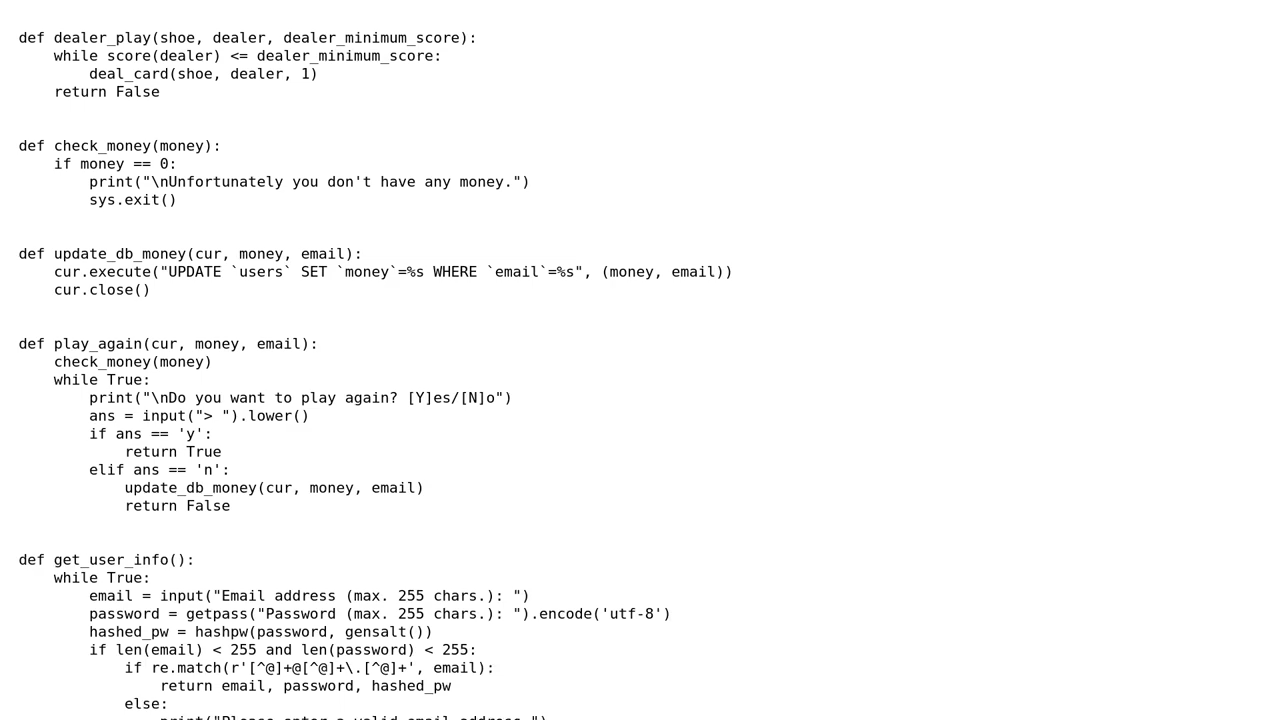 def dealer_play(shoe, dealer, dealer_minimum_score):
    while score(dealer) <= dealer_minimum_score:
        deal_card(shoe, dealer, 1)
    return False


def check_money(money):
    if money == 0:
        print("\nUnfortunately you don't have any money.")
        sys.exit()


def update_db_money(cur, money, email):
    cur.execute("UPDATE `users` SET `money`=%s WHERE `email`=%s", (money, email))
    cur.close()


def play_again(cur, money, email):
    check_money(money)
    while True:
        print("\nDo you want to play again? [Y]es/[N]o")
        ans = input("> ").lower()
        if ans == 'y':
            return True
        elif ans == 'n':
            update_db_money(cur, money, email)
            return False


def get_user_info():
    while True:
        email = input("Email address (max. 255 chars.): ")
        password = getpass("Password (max. 255 chars.): ").encode('utf-8')
        hashed_pw = hashpw(password, gensalt())
        if len(email) < 255 and len(password) < 255:
            if re.match(r'[^@]+@[^@]+\.[^@]+', email):
                return email, password, hashed_pw
            else:
                print("Please enter a valid email address.")